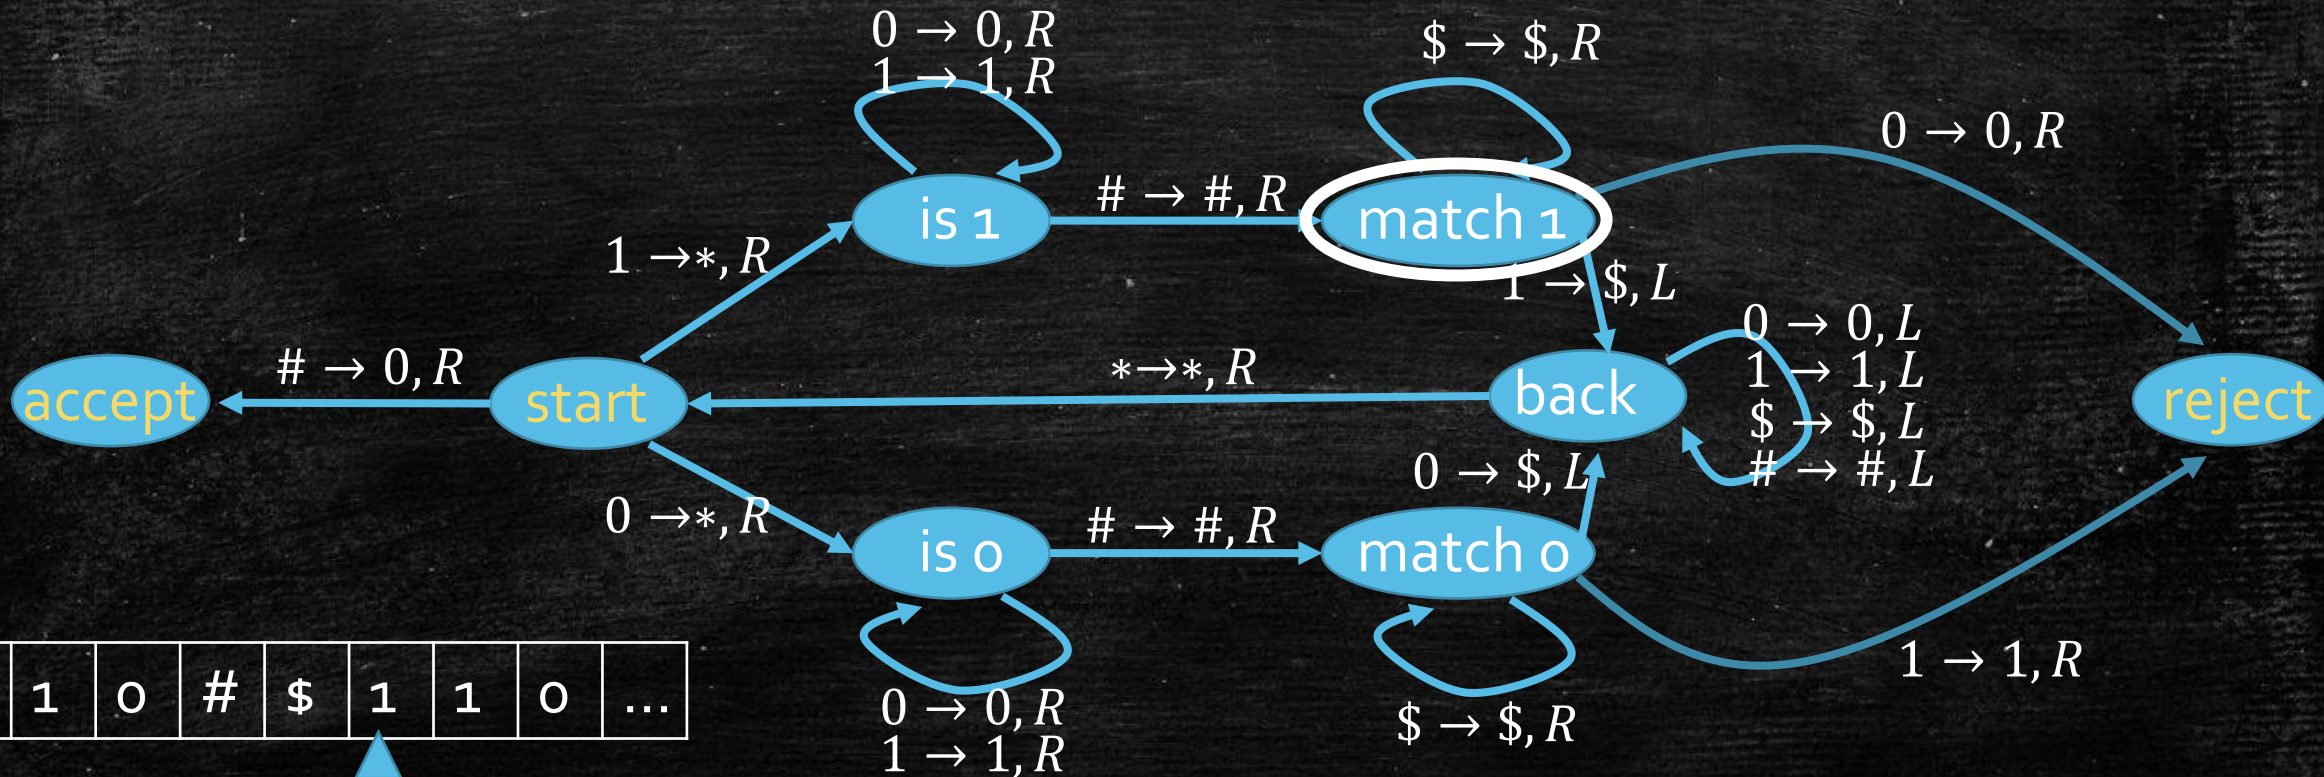 0 → 0, R
1 → 1, R
$ → $, R
0 → 0, R
# → #, R
is 1
match 1
1 →*, R
1 → $, L
0 → 0, L
1 → 1, L
$ → $, L
# → #, L
# → 0, R
*→*, R
accept
start
back
reject
0 → $, L
0 →*, R
# → #, R
is 0
match 0
1 → 1, R
1 0 # $ 1 1 0 ...
0 → 0, R
1 → 1, R
$ → $, R